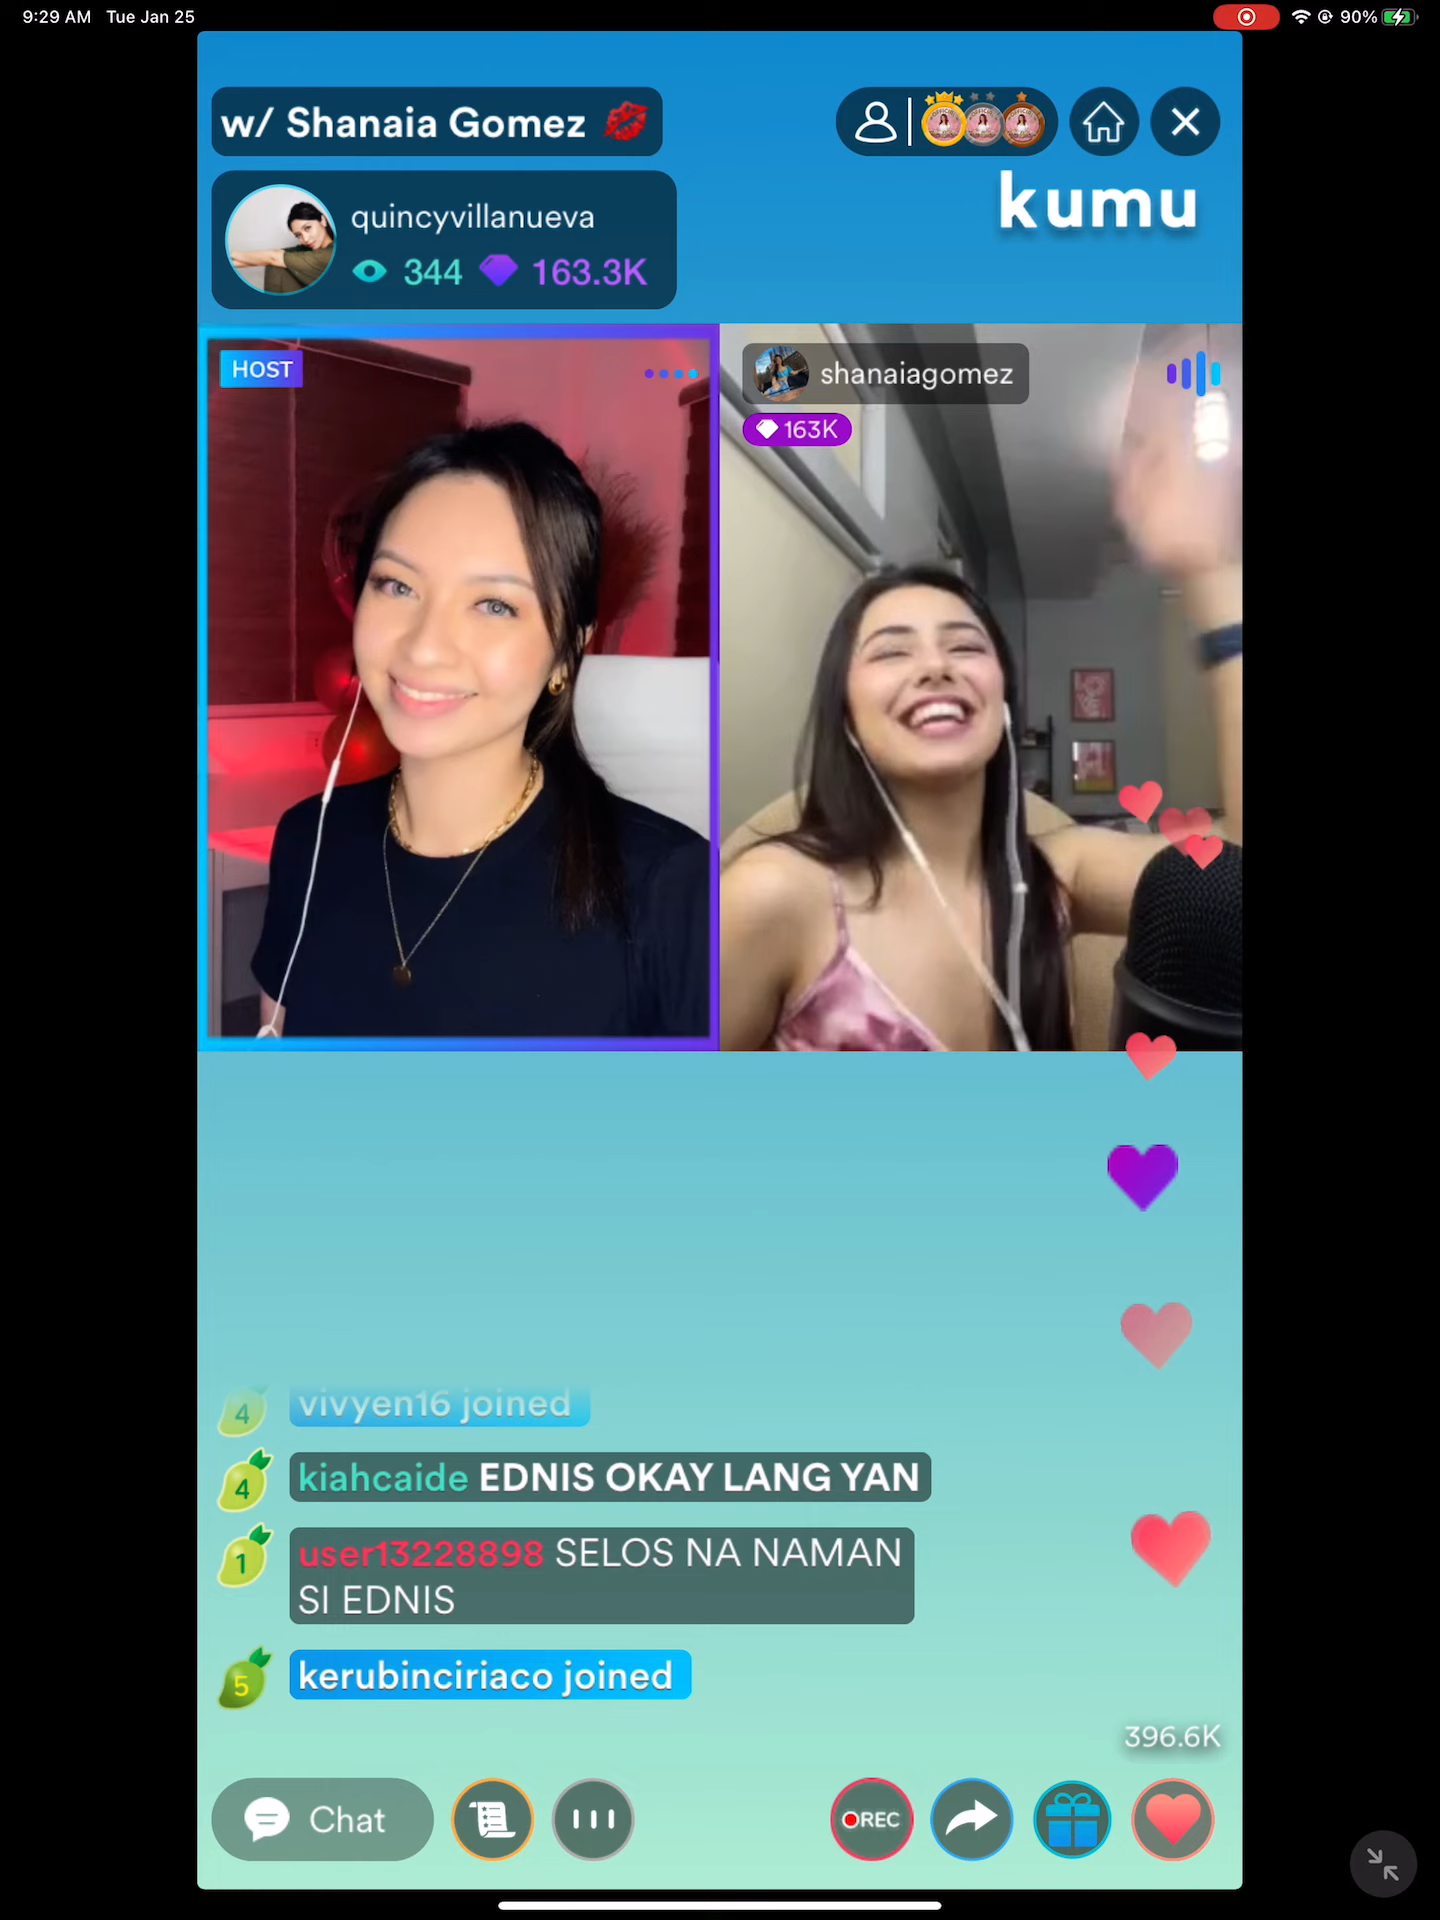 9:29 AM Tue Jan 25
90%
w/ Shanaia Gomez 💋
kumu
quincyvillanueva
344 163.3K
HOST
shanaiagomez
163K
4 vivyen16 joined
4 kiahcaide EDNIS OKAY LANG YAN
1 user13228898 SELOS NA NAMAN
SI EDNIS
5 kerubinciriaco joined
396.6K
Chat
REC